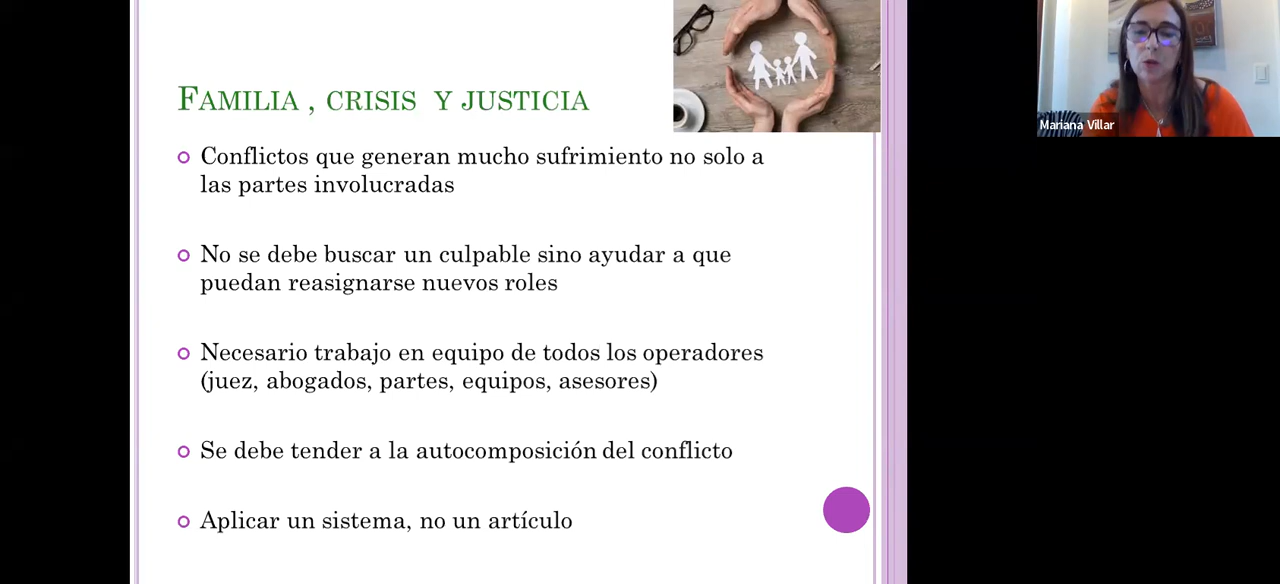 FAMILIA , CRISIS Y JUSTICIA
Conflictos que generan mucho sufrimiento no solo a
las partes involucradas
No se debe buscar un culpable sino ayudar a que
puedan reasignarse nuevos roles
Necesario trabajo en equipo de todos los operadores
(juez, abogados, partes, equipos, asesores)
Se debe tender a la autocomposición del conflicto
Aplicar un sistema, no un artículo
Mariana Villar